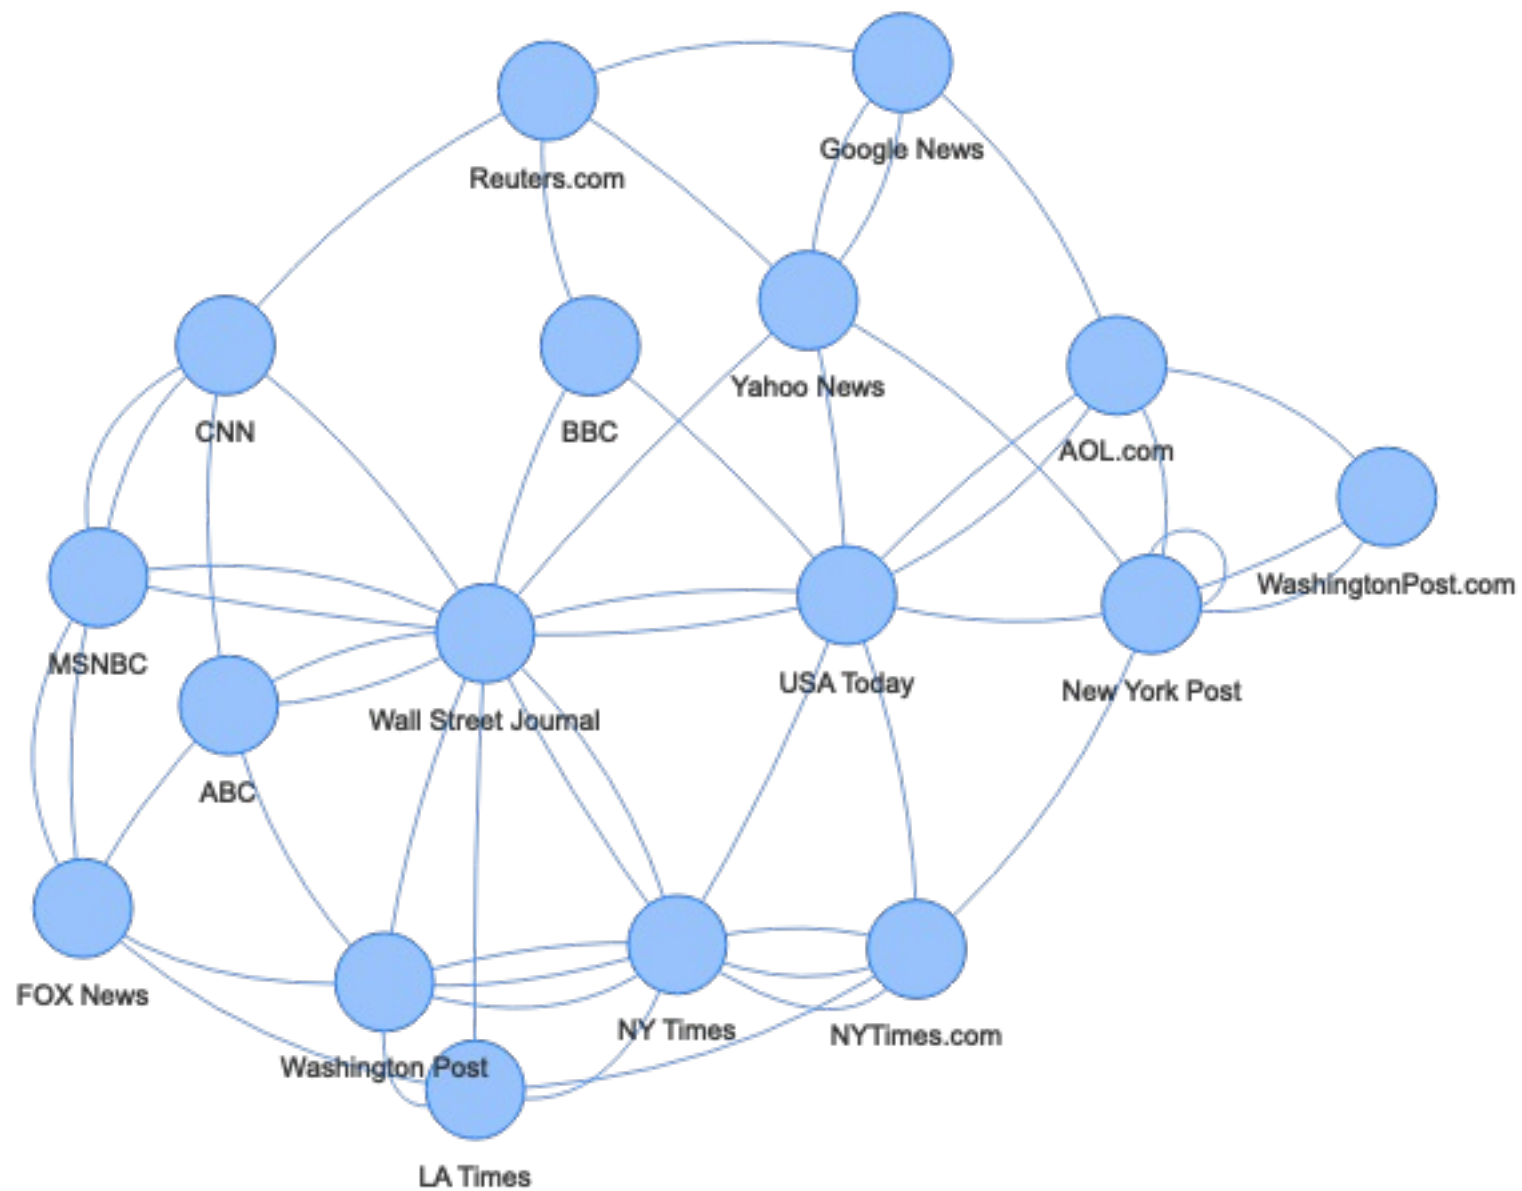 Google News
Reuters.com
Yahoo News
CNN
BBC
AOL.com
WashingtonPost.com
MSNBC
USA Today
New York Post
Wall Street Journal
ABC
FOX News
NY Times
NYTimes.com
Washington Post
LA Times